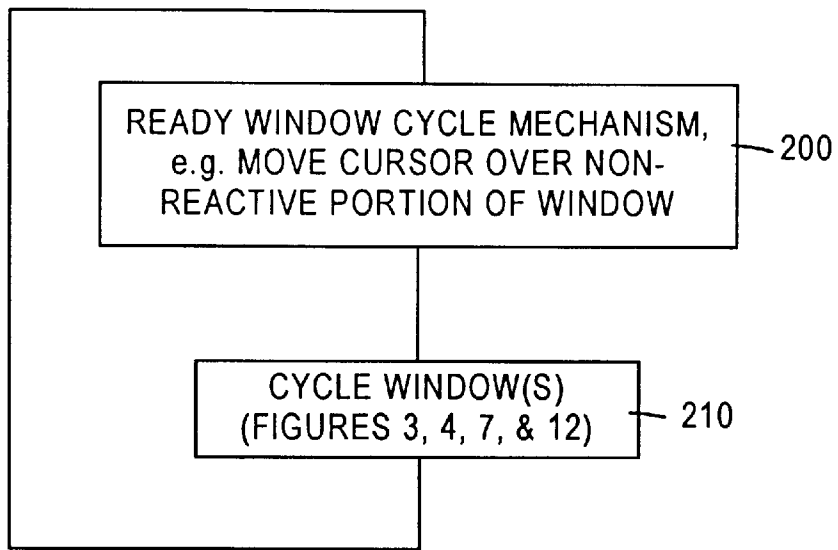 READY WINDOW CYCLE MECHANISM,
e.g. MOVE CURSOR OVER NON-
REACTIVE PORTION OF WINDOW
200
CYCLE WINDOW(S)
(FIGURES 3, 4, 7, & 12)
210